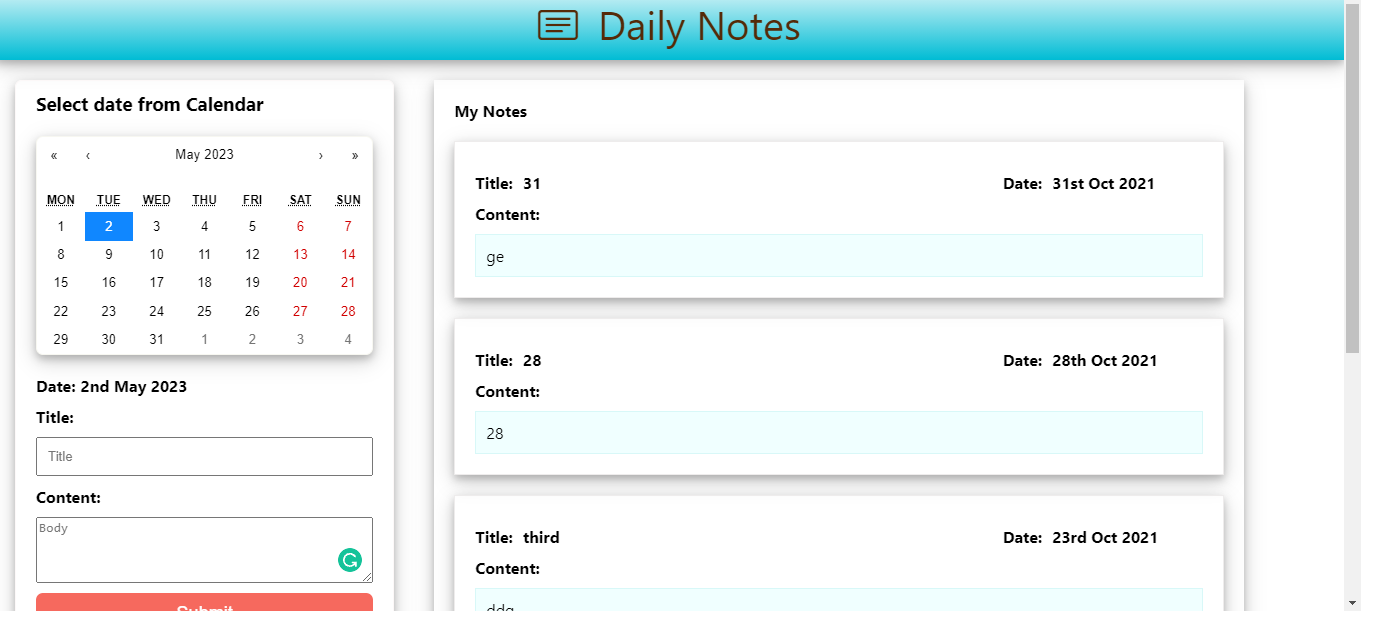 Daily Notes
Select date from Calendar
« ‹ May 2023 › »
MON TUE WED THU FRI SAT SUN
1 2 3 4 5 6 7
8 9 10 11 12 13 14
15 16 17 18 19 20 21
22 23 24 25 26 27 28
29 30 31 1 2 3 4
Date: 2nd May 2023
Title:
Title
Content:
Body
Submit
My Notes
Title: 31 Date: 31st Oct 2021
Content:
ge
Title: 28 Date: 28th Oct 2021
Content:
28
Title: third Date: 23rd Oct 2021
Content: